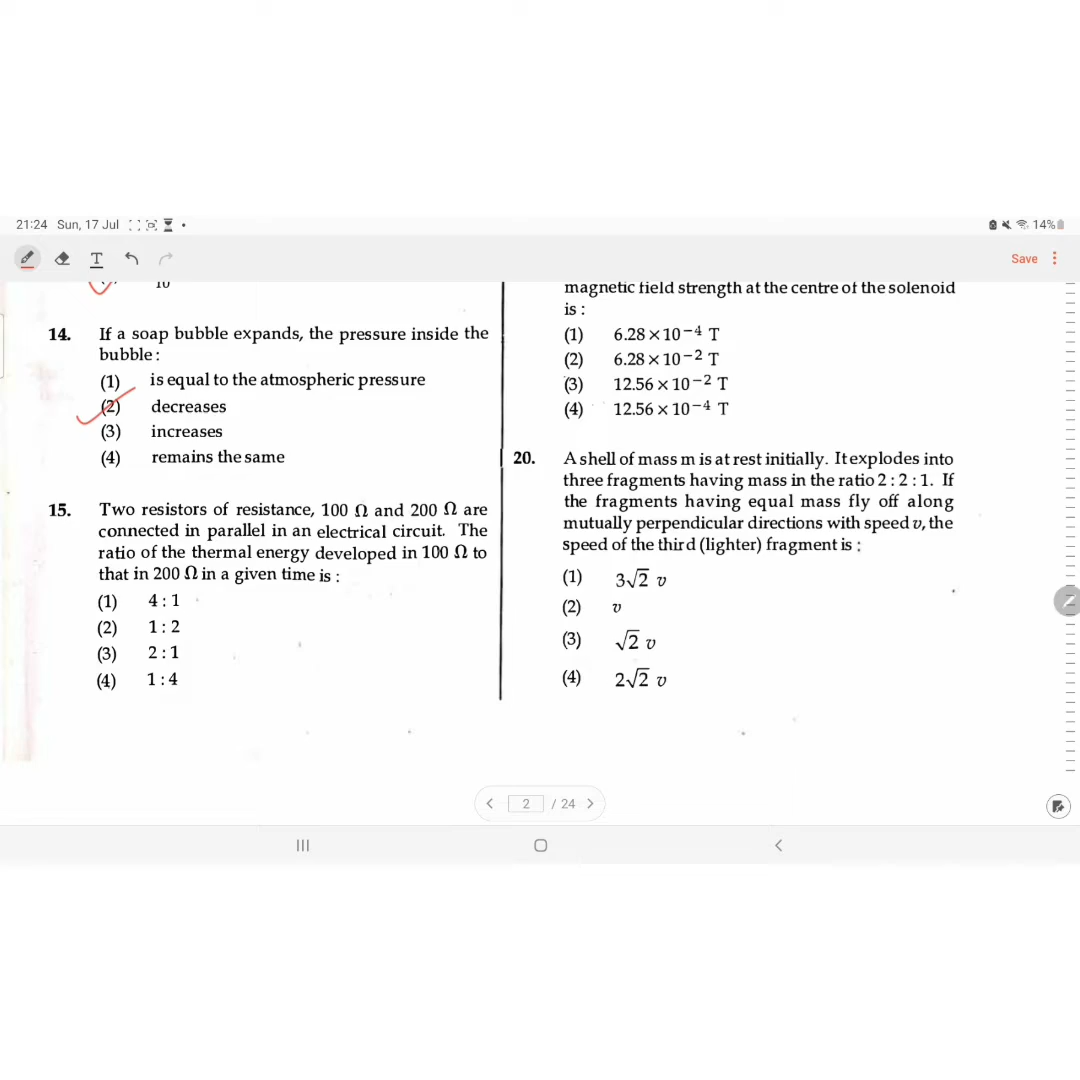 21:24 Sun, 17 Jul
14%
T
Save
10
14. If a soap bubble expands, the pressure inside the
bubble :
(1) is equal to the atmospheric pressure
(2) decreases
(3) increases
(4) remains the same
15. Two resistors of resistance, 100 Ω and 200 Ω are
connected in parallel in an electrical circuit. The
ratio of the thermal energy developed in 100 Ω to
that in 200 Ω in a given time is :
(1) 4 : 1
(2) 1 : 2
(3) 2 : 1
(4) 1 : 4
magnetic field strength at the centre of the solenoid
is :
(1) 6.28 × 10⁻⁴ T
(2) 6.28 × 10⁻² T
(3) 12.56 × 10⁻² T
(4) 12.56 × 10⁻⁴ T
20. A shell of mass m is at rest initially. It explodes into
three fragments having mass in the ratio 2 : 2 : 1. If
the fragments having equal mass fly off along
mutually perpendicular directions with speed v, the
speed of the third (lighter) fragment is :
(1) 3√2 v
(2) v
(3) √2 v
(4) 2√2 v
2 / 24